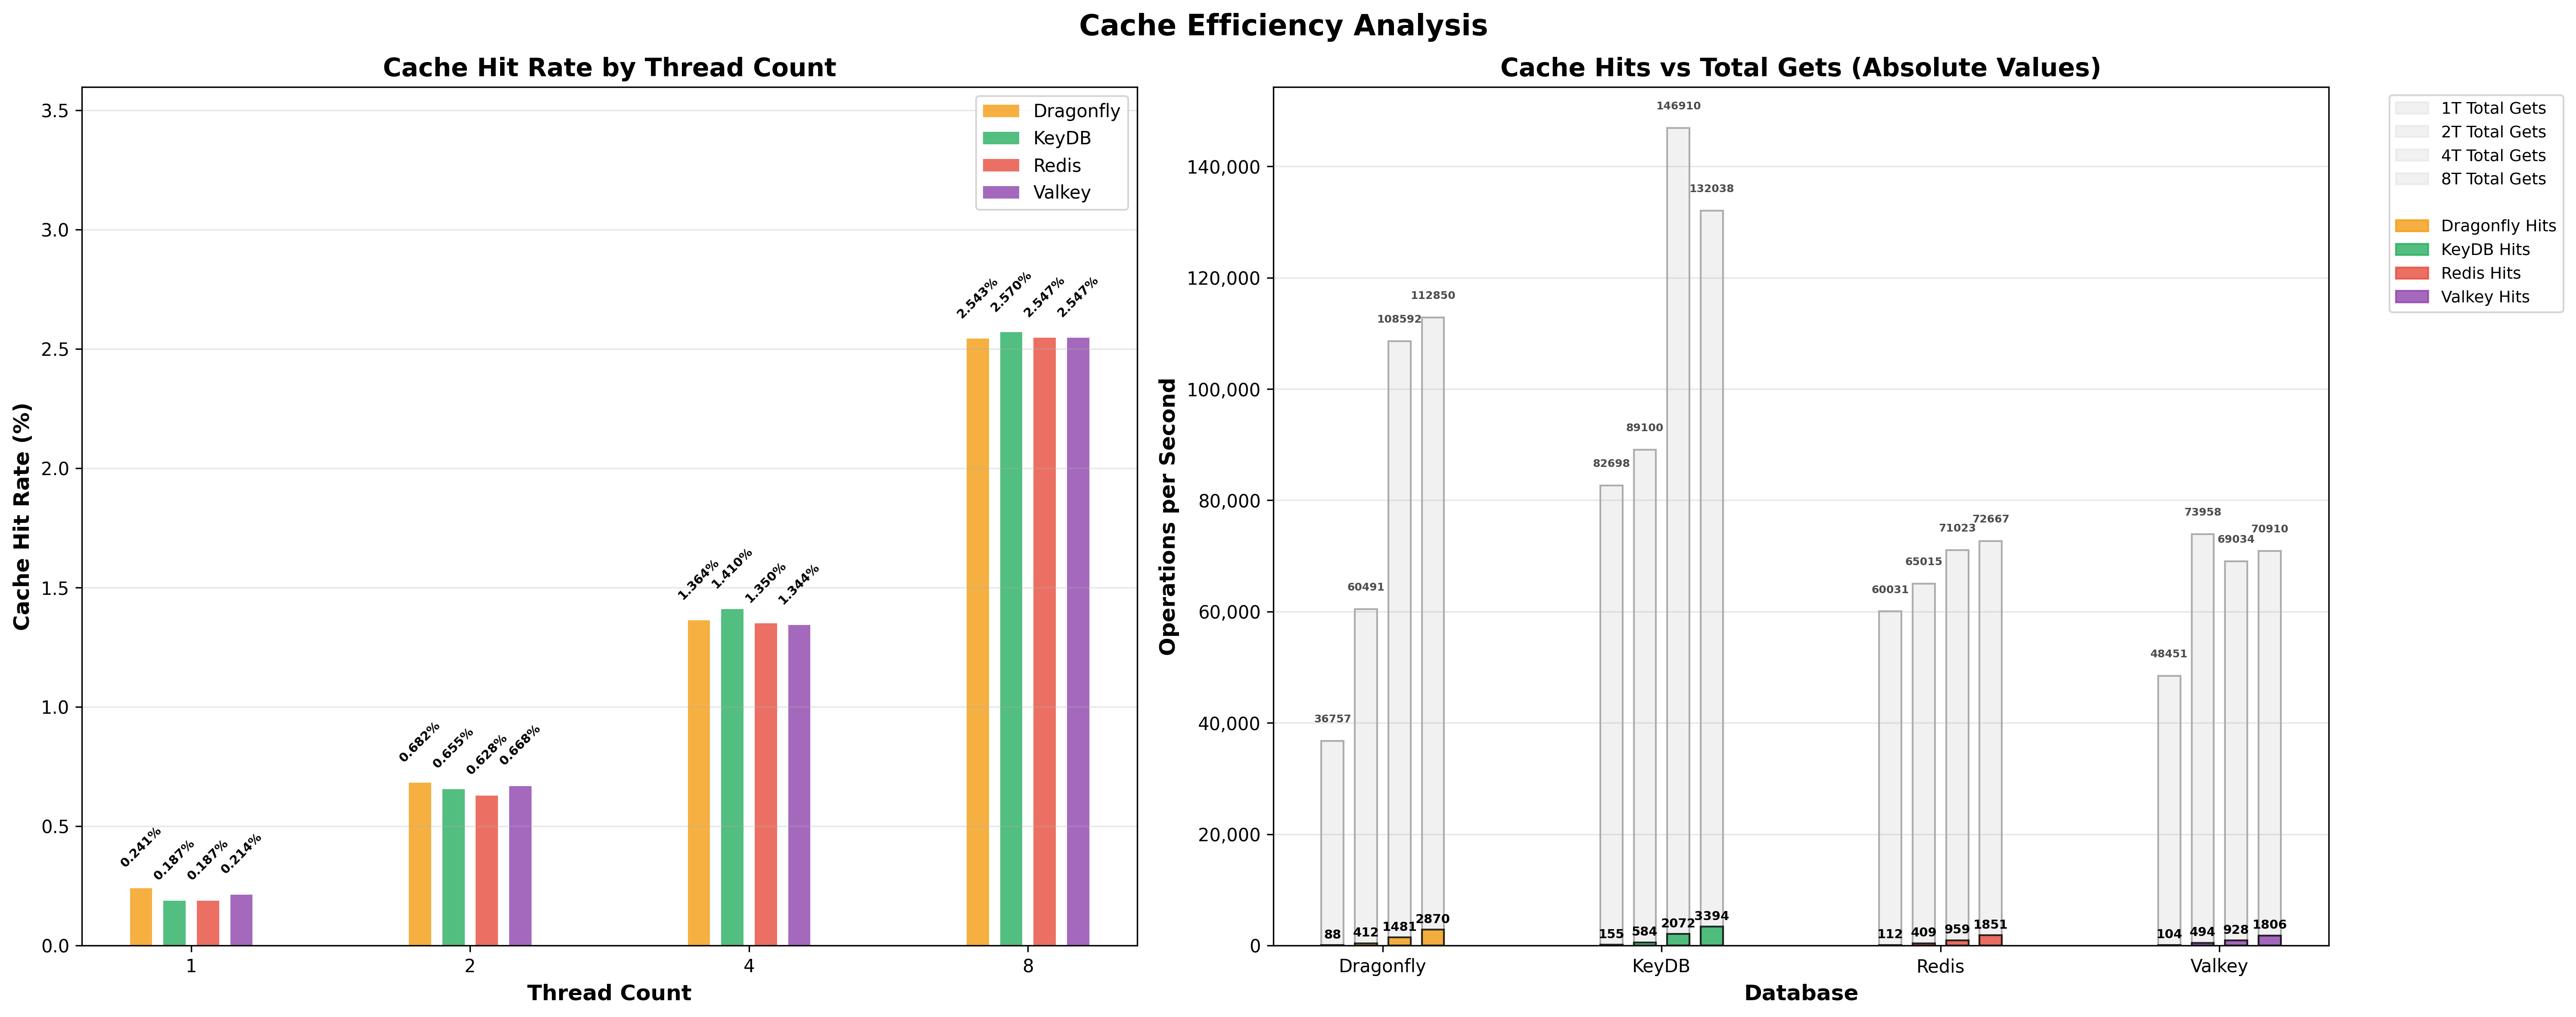 Cache Efficiency Analysis
Cache Hit Rate by Thread Count
Cache Hit Rate (%)
3.5
3.0
2.5
2.0
1.5
1.0
0.5
0.0
Dragonfly
KeyDB
Redis
Valkey
0.241%
0.187%
0.187%
0.214%
0.682%
0.655%
0.628%
0.668%
1.364%
1.410%
1.350%
1.344%
2.543%
2.570%
2.547%
2.547%
1
2
4
8
Thread Count
Cache Hits vs Total Gets (Absolute Values)
Operations per Second
140,000
120,000
100,000
80,000
60,000
40,000
20,000
0
36757
60491
108592
112850
82698
89100
146910
132038
60031
65015
71023
72667
48451
73958
69034
70910
88
412
1481
2870
155
584
2072
3394
112
409
959
1851
104
494
928
1806
Dragonfly
KeyDB
Redis
Valkey
Database
1T Total Gets
2T Total Gets
4T Total Gets
8T Total Gets
Dragonfly Hits
KeyDB Hits
Redis Hits
Valkey Hits